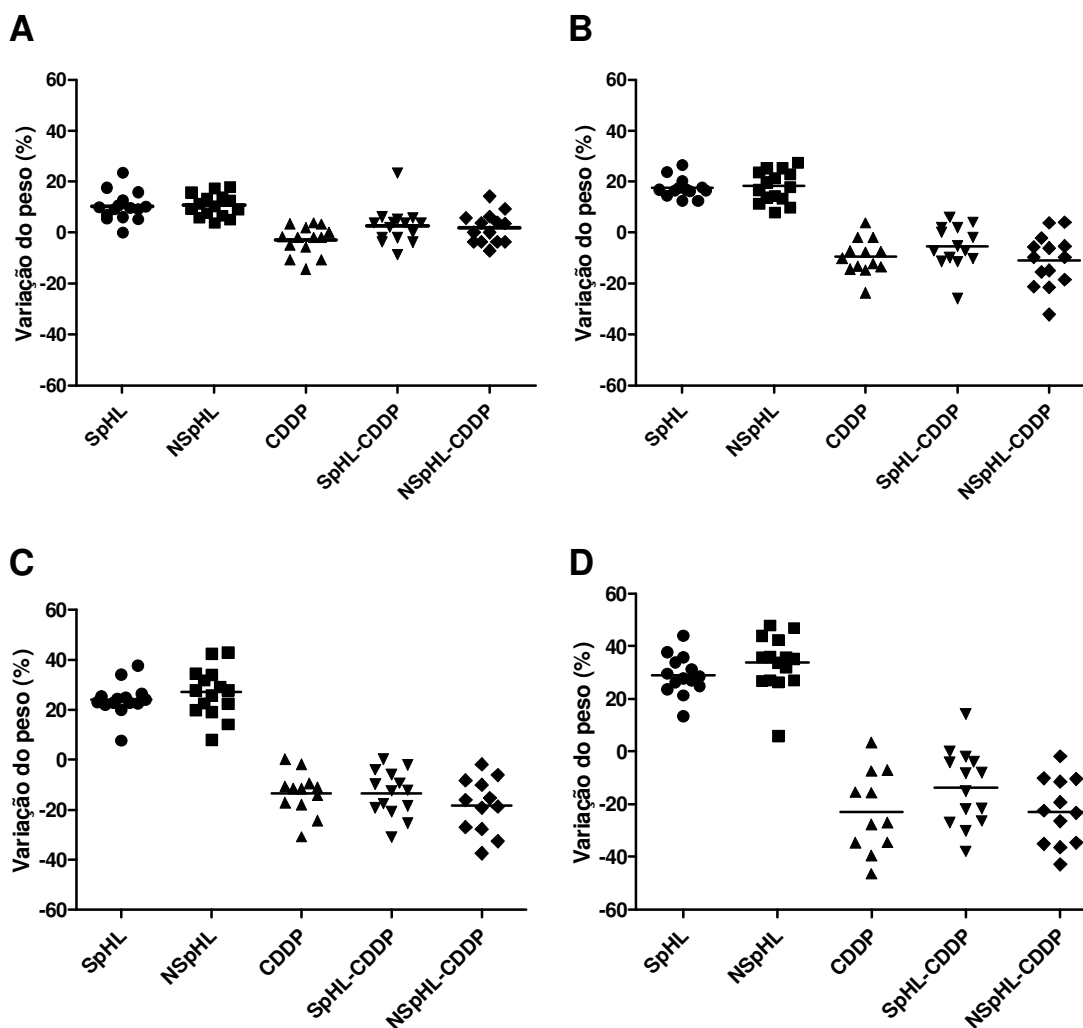 A
Variação do peso (%)
60
40
20
0
-20
-40
-60
SpHL
NSpHL
CDDP
SpHL-CDDP
NSpHL-CDDP
B
Variação do peso (%)
60
40
20
0
-20
-40
-60
SpHL
NSpHL
CDDP
SpHL-CDDP
NSpHL-CDDP
C
Variação do peso (%)
60
40
20
0
-20
-40
-60
SpHL
NSpHL
CDDP
SpHL-CDDP
NSpHL-CDDP
D
Variação do peso (%)
60
40
20
0
-20
-40
-60
SpHL
NSpHL
CDDP
SpHL-CDDP
NSpHL-CDDP